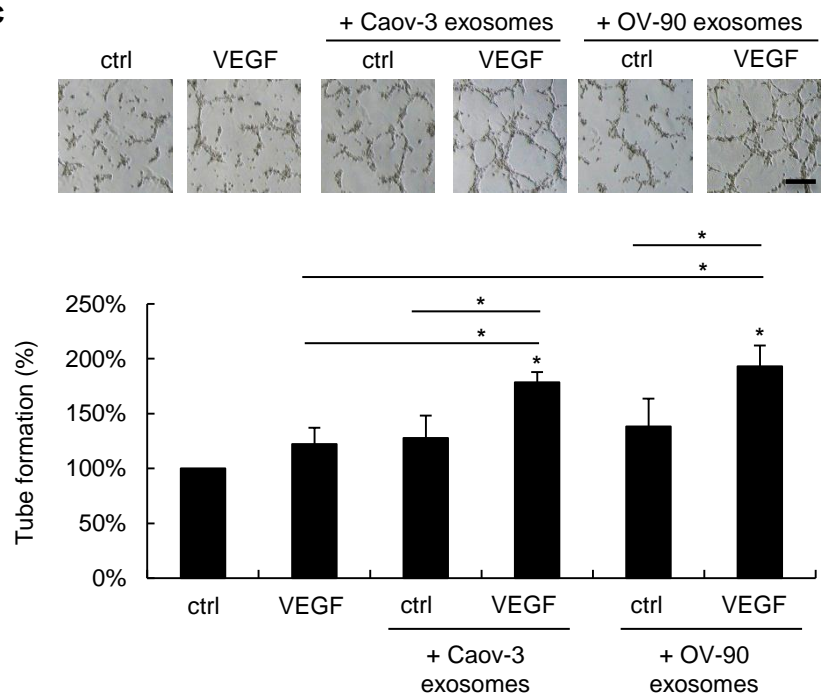 c
+ Caov-3 exosomes + OV-90 exosomes
ctrl VEGF ctrl VEGF ctrl VEGF
*
*
*
*
*
*
250%
200%
150%
100%
50%
0%
Tube formation (%)
ctrl VEGF ctrl VEGF ctrl VEGF
+ Caov-3 + OV-90
exosomes exosomes